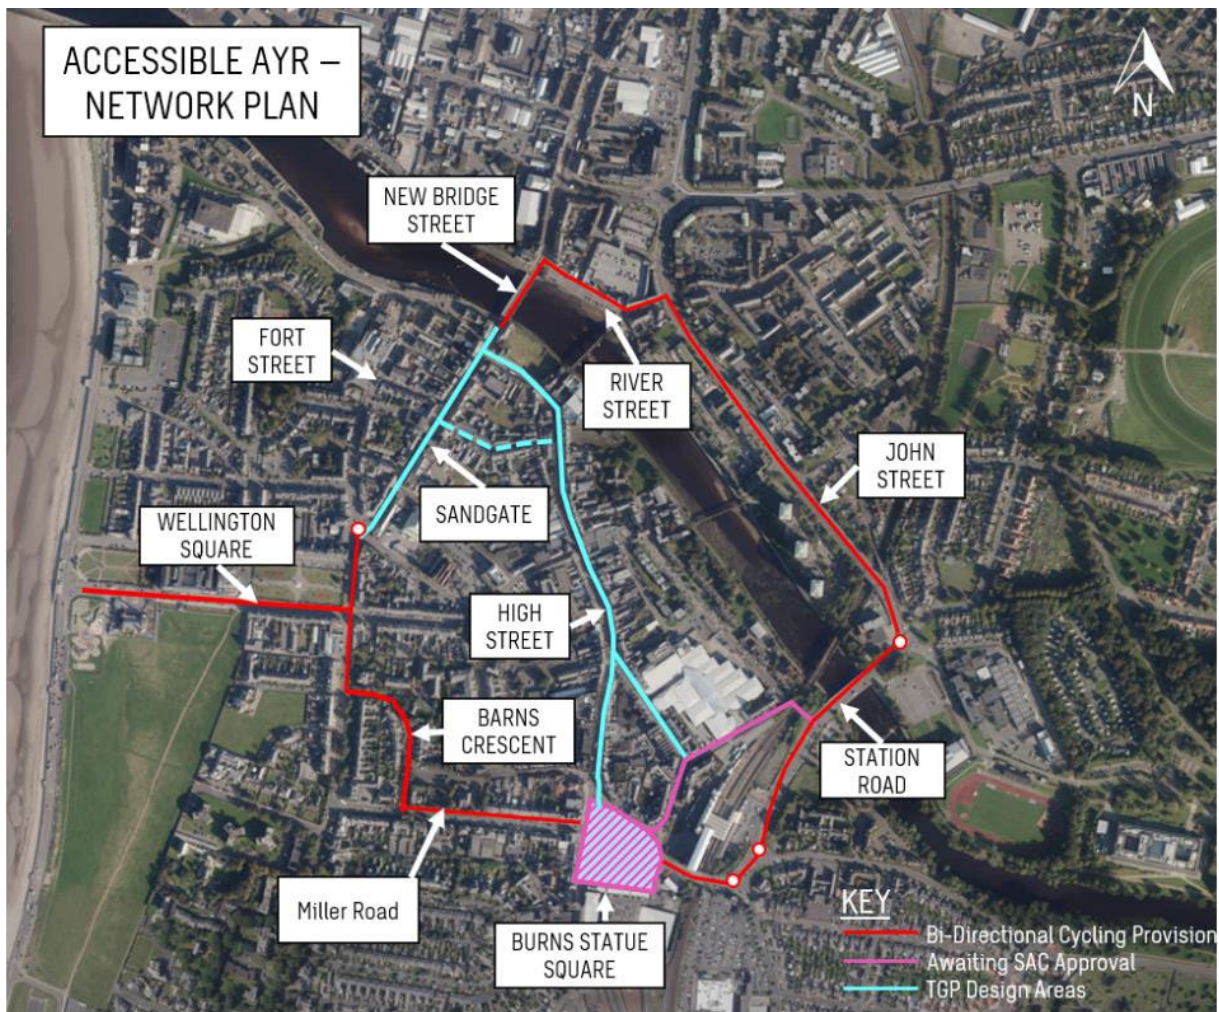 ACCESSIBLE AYR –
NETWORK PLAN
N
NEW BRIDGE
STREET
FORT
STREET
RIVER
STREET
JOHN
STREET
SANDGATE
WELLINGTON
SQUARE
HIGH
STREET
BARNS
CRESCENT
STATION
ROAD
Miller Road
BURNS STATUE
SQUARE
KEY
Bi-Directional Cycling Provision
Awaiting SAC Approval
TGP Design Areas